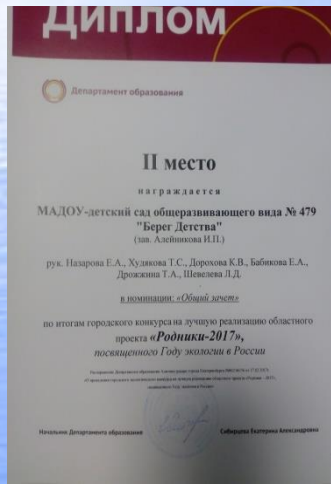 ДИПЛОМ
Департамент образования
II место
награждается
МАДОУ-детский сад общеразвивающего вида № 479
"Берег Детства"
(зав. Алейникова И.П.)
рук. Назарова Е.А., Худякова Т.С., Дорохова К.В., Бабикова Е.А.,
Дрожжина Т.А., Шевелева Л.Д.
в номинации: «Общий зачет»
по итогам городского конкурса на лучшую реализацию областного
проекта «Родники-2017»,
посвященного Году экологии в России
Начальник Департамента образования Сибирцева Екатерина Александровна